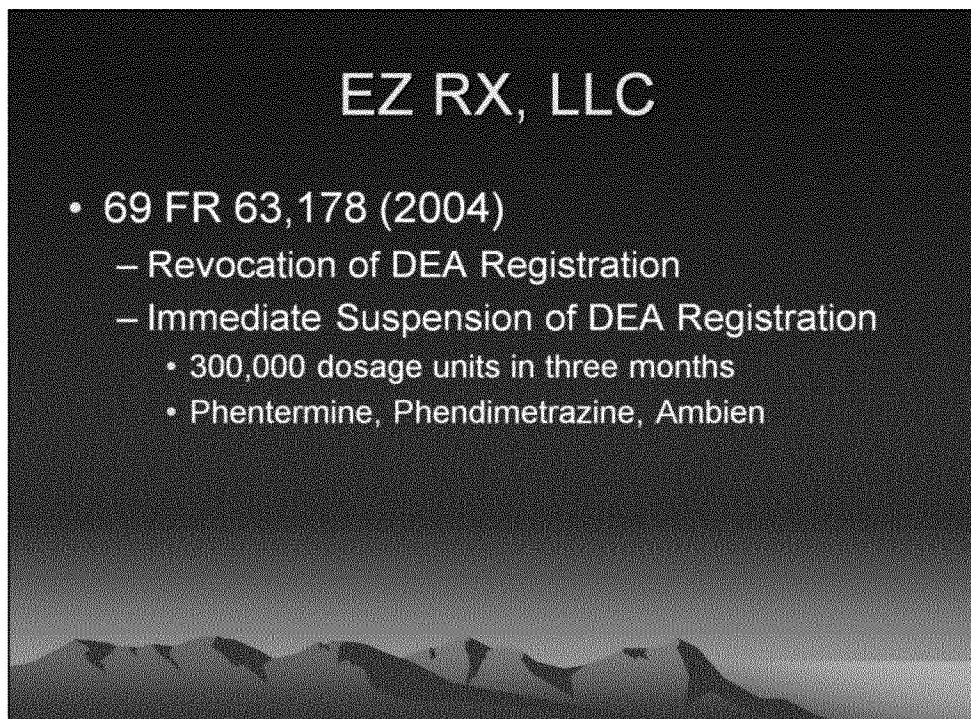 EZ RX, LLC
• 69 FR 63,178 (2004)
– Revocation of DEA Registration
– Immediate Suspension of DEA Registration
• 300,000 dosage units in three months
• Phentermine, Phendimetrazine, Ambien